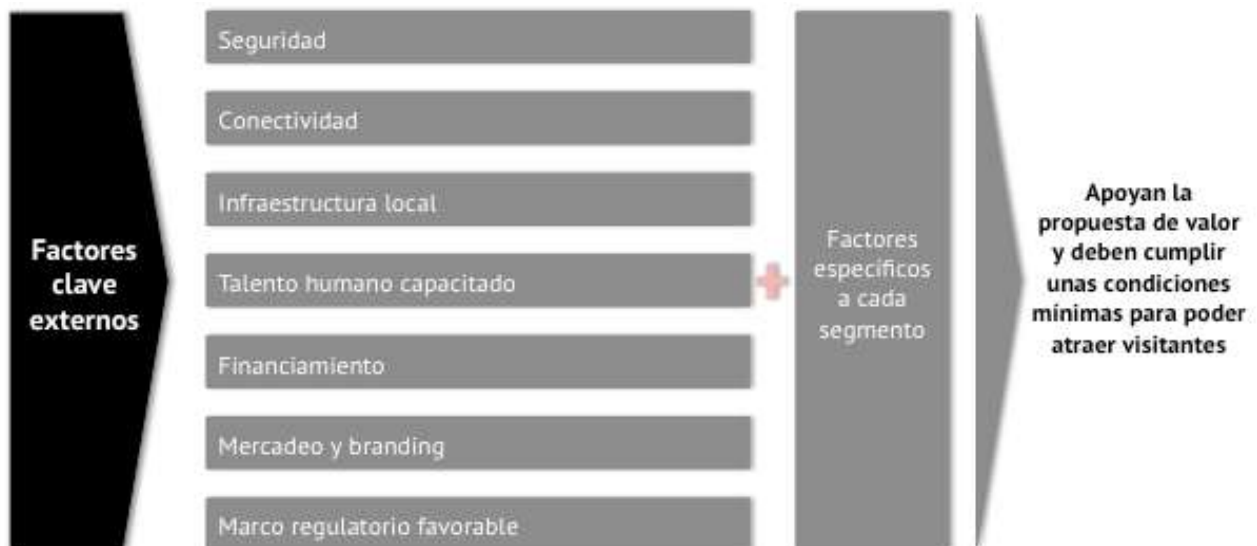 Factores
clave
externos
Seguridad
Conectividad
Infraestructura local
Talento humano capacitado
Financiamiento
Mercadeo y branding
Marco regulatorio favorable
Factores
específicos
a cada
segmento
Apoyan la
propuesta de valor
y deben cumplir
unas condiciones
mínimas para poder
atraer visitantes